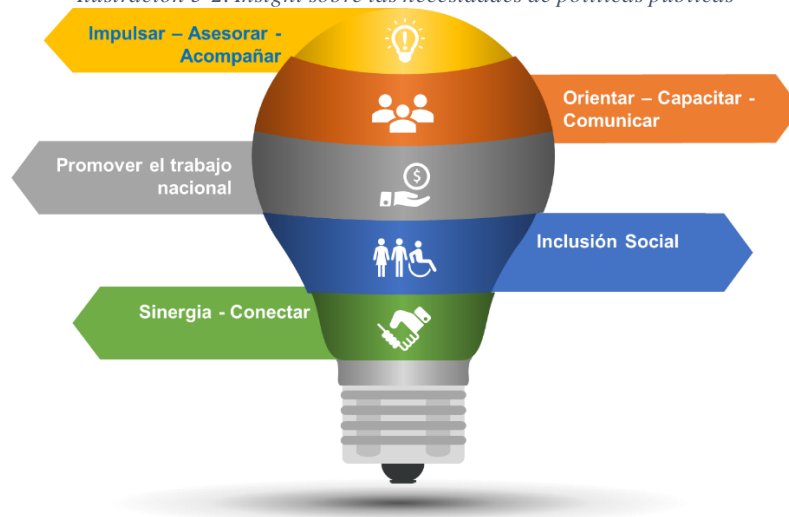 Ilustración 3-2. Insight sobre las necesidades de políticas públicas
Impulsar – Asesorar -
Acompañar
Orientar – Capacitar -
Comunicar
Promover el trabajo
nacional
Inclusión Social
Sinergia - Conectar